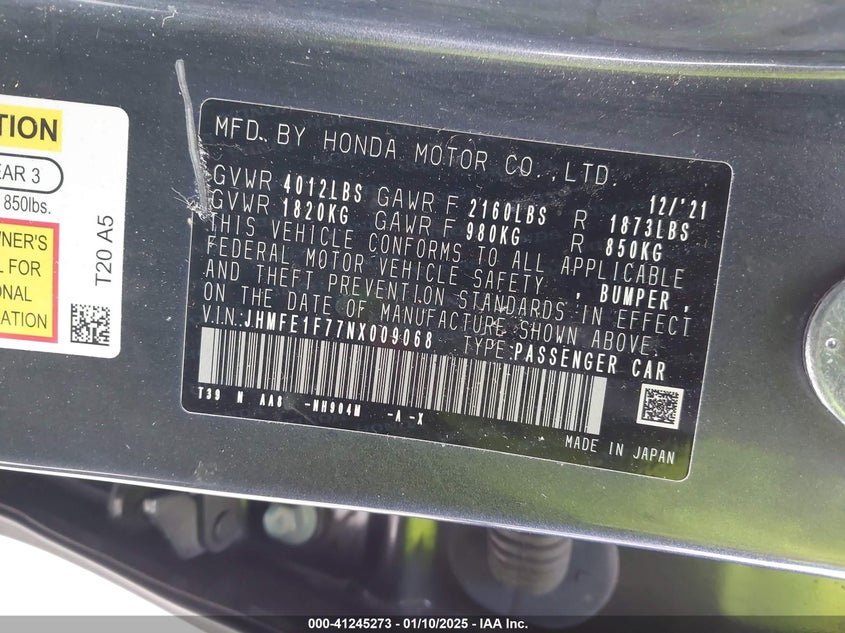 TION
EAR 3
850lbs.
WNER'S
L FOR
ONAL
ATION
T20 A5
MFD. BY HONDA MOTOR CO.,LTD.
12/'21
GVWR 4012LBS GAWR F 2160LBS R 1873LBS
GVWR 1820KG GAWR F 980KG R 850KG
THIS VEHICLE CONFORMS TO ALL APPLICABLE
FEDERAL MOTOR VEHICLE SAFETY, BUMPER,
AND THEFT PREVENTION STANDARDS IN EFFECT
ON THE DATE OF MANUFACTURE SHOWN ABOVE.
V.IN:JHMFE1F77NX009068 TYPE:PASSENGER CAR
T39 N AA6 -NH904M -A-X
MADE IN JAPAN
000-41245273 - 01/10/2025 - IAA Inc.